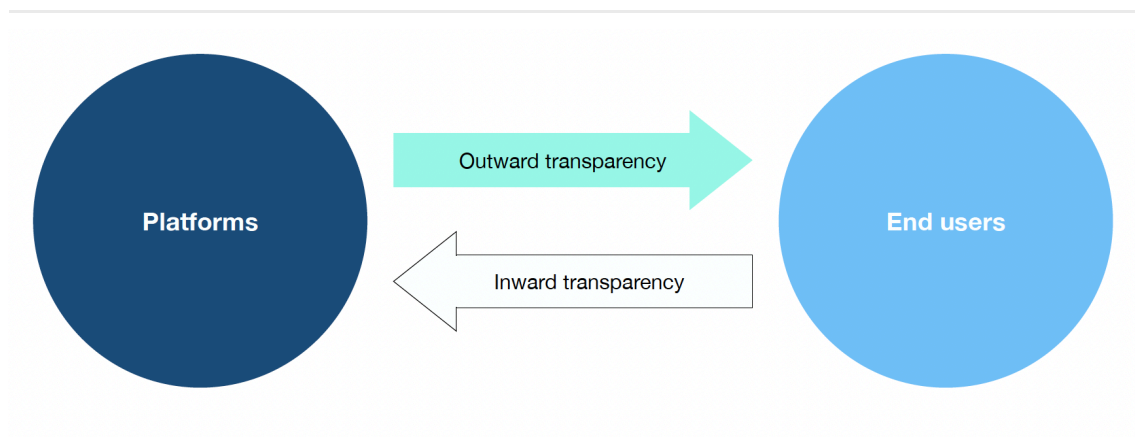 Outward transparency
Platforms
End users
Inward transparency